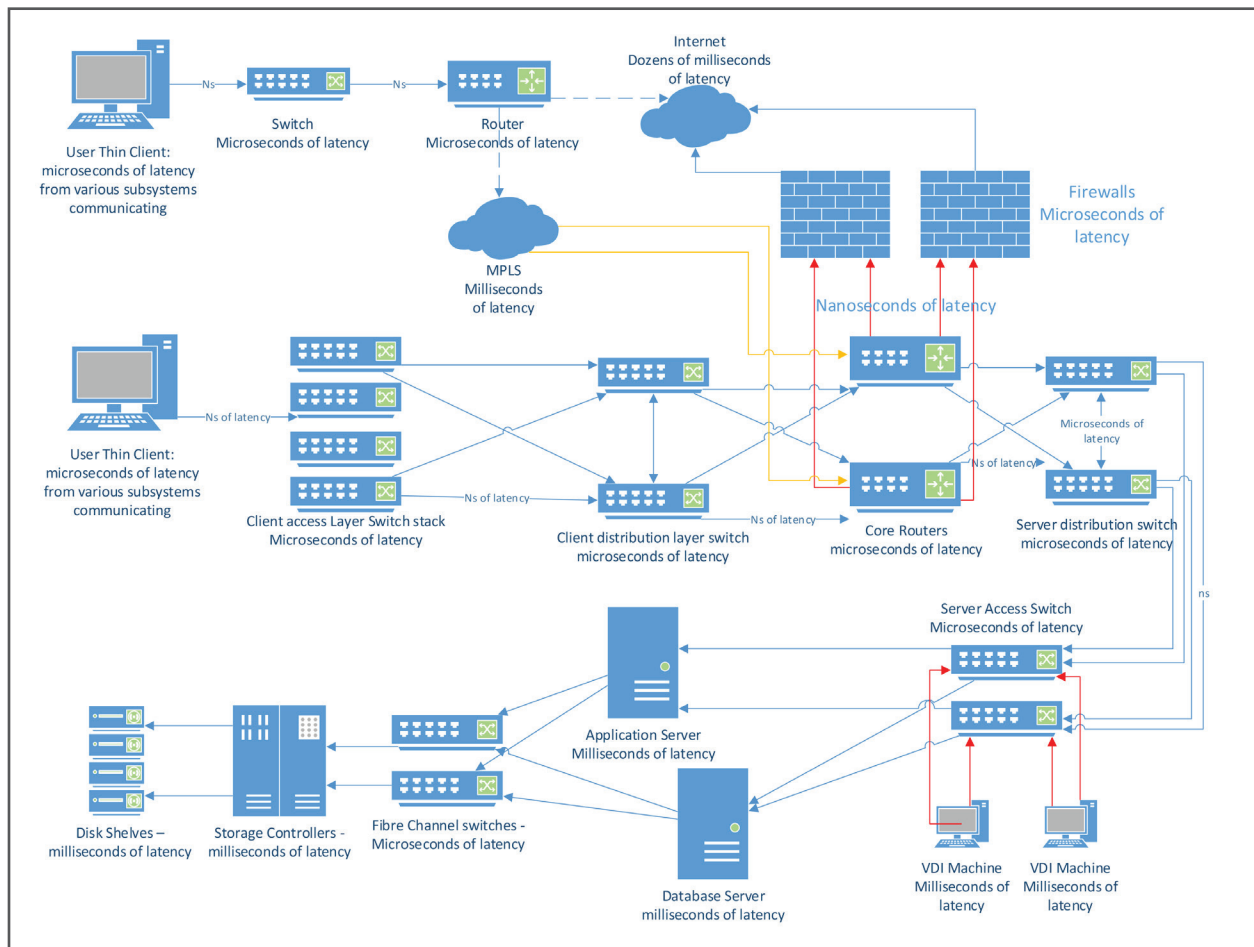 Internet
Dozens of milliseconds
of latency
Ns
Ns
Switch
Microseconds of latency
Router
Microseconds of latency
User Thin Client:
microseconds of latency
from various subsystems
communicating
Firewalls
Microseconds of
latency
MPLS
Milliseconds
of latency
Nanoseconds of latency
Ns of latency
Microseconds of
latency
User Thin Client:
microseconds of latency
from various subsystems
communicating
Ns of latency
Ns of latency
Ns of latency
Client access Layer Switch stack
Microseconds of latency
Client distribution layer switch
microseconds of latency
Core Routers
microseconds of latency
Server distribution switch
microseconds of latency
ns
Server Access Switch
Microseconds of latency
Application Server
Milliseconds of latency
Disk Shelves –
milliseconds of latency
Storage Controllers -
milliseconds of latency
Fibre Channel switches -
Microseconds of latency
Database Server
milliseconds of latency
VDI Machine
Milliseconds of
latency
VDI Machine
Milliseconds of
latency